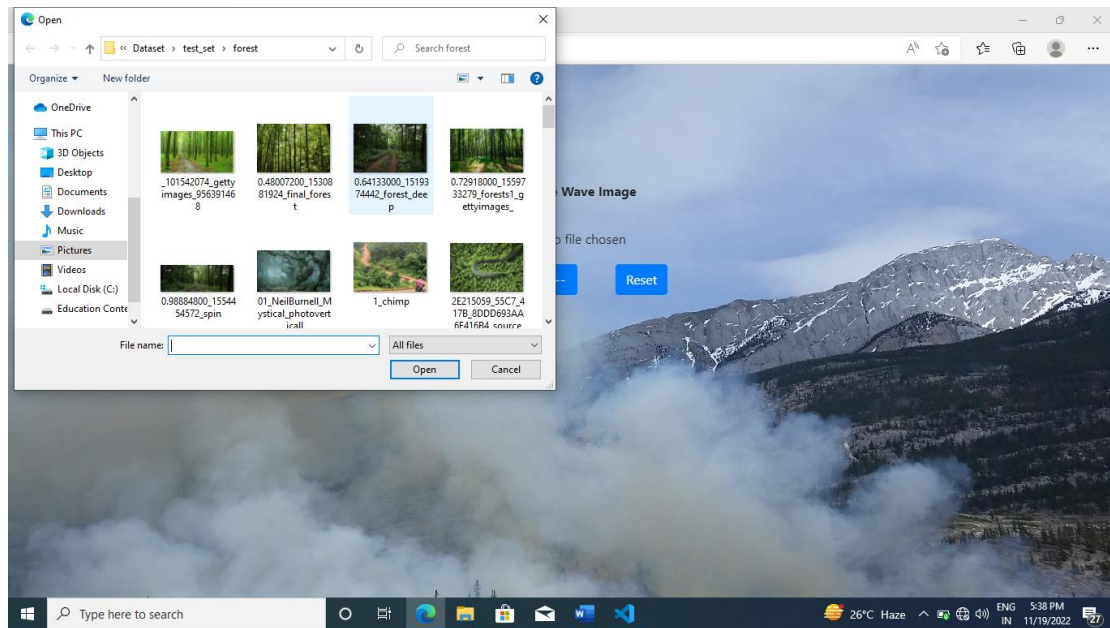 Open
« Dataset › test_set › forest
Search forest
Organize
New folder
OneDrive
This PC
3D Objects
Desktop
Documents
Downloads
Music
Pictures
Videos
Local Disk (C:)
Education Conte
_101542074_getty
images_95639146
8
0.48007200_15308
81924_final_fores
t
0.64133000_15193
74442_forest_dee
p
0.72918000_15597
33279_forests1_g
ettyimages_
0.98884800_15544
54572_spin
01_NeilBurnell_M
ystical_photovert
icall
1_chimp
2E215059_55C7_4
17B_8DDD693AA
6F416B4_source
File name:
All files
Open
Cancel
Wave Image
file chosen
Reset
Type here to search
26°C Haze
ENG
IN
5:38 PM
11/19/2022
27